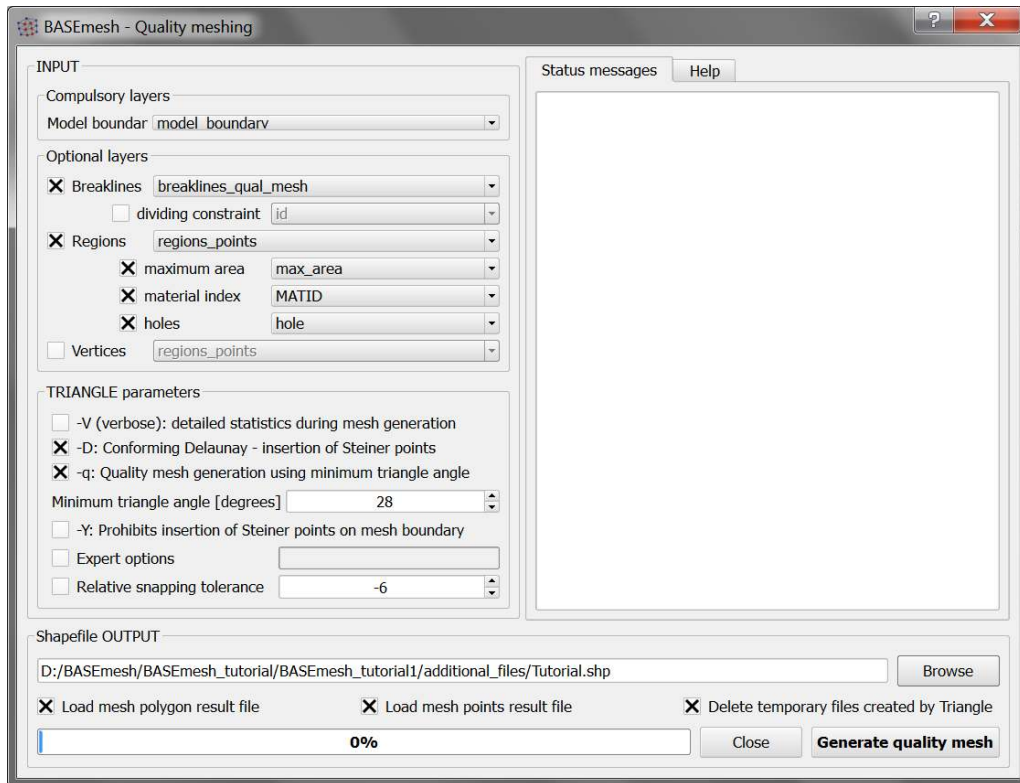 BASEmesh - Quality meshing
INPUT
Compulsory layers
Model boundar model_boundary
Optional layers
Breaklines breaklines_qual_mesh
dividing constraint id
Regions regions_points
maximum area max_area
material index MATID
holes hole
Vertices regions_points
TRIANGLE parameters
-V (verbose): detailed statistics during mesh generation
-D: Conforming Delaunay - insertion of Steiner points
-q: Quality mesh generation using minimum triangle angle
Minimum triangle angle [degrees] 28
-Y: Prohibits insertion of Steiner points on mesh boundary
Expert options
Relative snapping tolerance -6
Status messages Help
Shapefile OUTPUT
D:/BASEmesh/BASEmesh_tutorial/BASEmesh_tutorial1/additional_files/Tutorial.shp Browse
Load mesh polygon result file Load mesh points result file Delete temporary files created by Triangle
0% Close Generate quality mesh